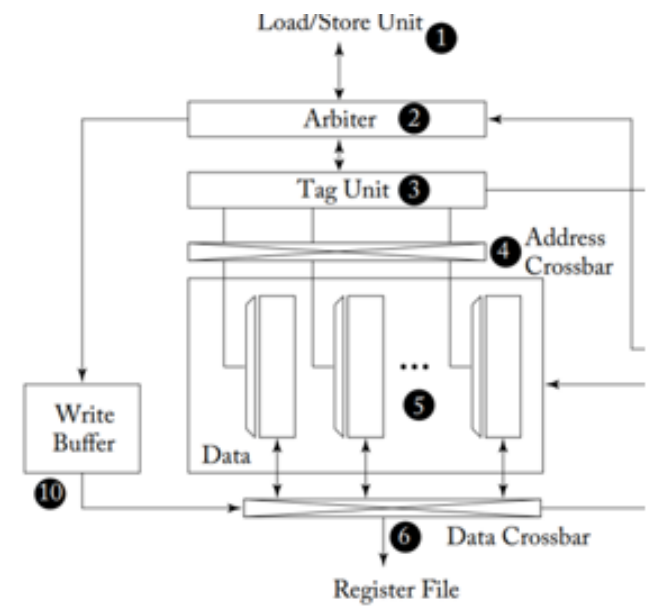 Load/Store Unit 1
Arbiter 2
Tag Unit 3
4 Address
Crossbar
...
5
Data
Write
Buffer
10
6 Data Crossbar
Register File